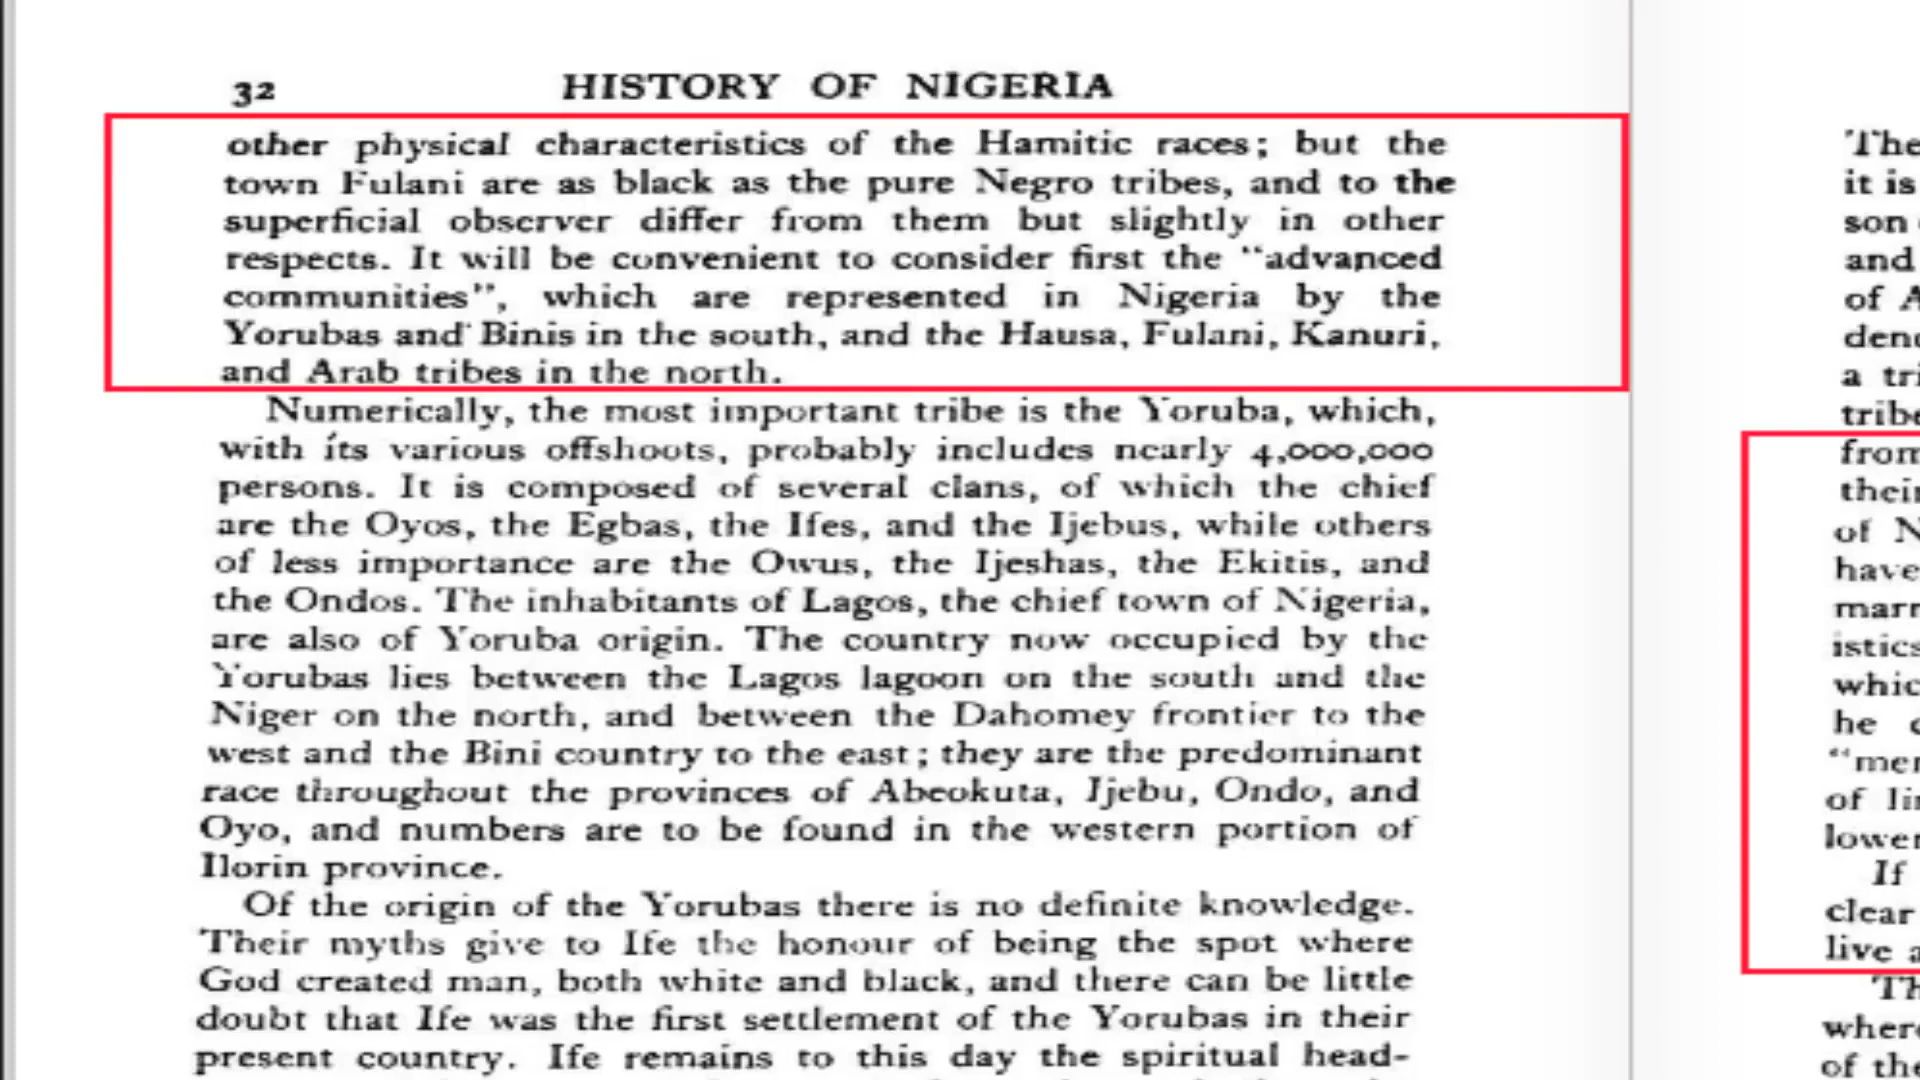 32 HISTORY OF NIGERIA
other physical characteristics of the Hamitic races; but the
town Fulani are as black as the pure Negro tribes, and to the
superficial observer differ from them but slightly in other
respects. It will be convenient to consider first the "advanced
communities", which are represented in Nigeria by the
Yorubas and Binis in the south, and the Hausa, Fulani, Kanuri,
and Arab tribes in the north.
Numerically, the most important tribe is the Yoruba, which,
with its various offshoots, probably includes nearly 4,000,000
persons. It is composed of several clans, of which the chief
are the Oyos, the Egbas, the Ifes, and the Ijebus, while others
of less importance are the Owus, the Ijeshas, the Ekitis, and
the Ondos. The inhabitants of Lagos, the chief town of Nigeria,
are also of Yoruba origin. The country now occupied by the
Yorubas lies between the Lagos lagoon on the south and the
Niger on the north, and between the Dahomey frontier to the
west and the Bini country to the east; they are the predominant
race throughout the provinces of Abeokuta, Ijebu, Ondo, and
Oyo, and numbers are to be found in the western portion of
Ilorin province.
Of the origin of the Yorubas there is no definite knowledge.
Their myths give to Ife the honour of being the spot where
God created man, both white and black, and there can be little
doubt that Ife was the first settlement of the Yorubas in their
present country. Ife remains to this day the spiritual head-
The
it is
son
and
of A
deno
a tri
tribe
from
their
of N
have
marr
istics
whic
he c
"mer
of li
lower
If
clear
live a
Th
where
of the